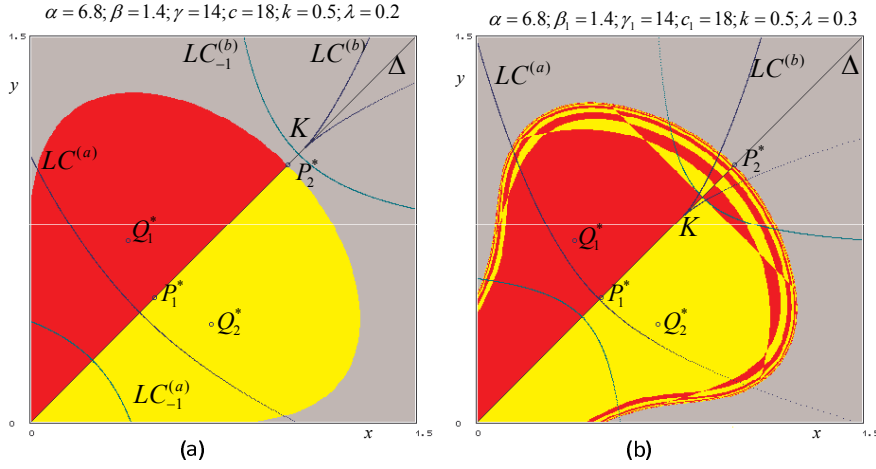 α = 6.8; β = 1.4; γ = 14; c = 18; k = 0.5; λ = 0.2
1.5
y
LC₋₁⁽ᵇ⁾
LC⁽ᵇ⁾
Δ
K
LC⁽ᵃ⁾
P₂*
Q₁*
P₁*
Q₂*
LC₋₁⁽ᵃ⁾
0
0
x
1.5
(a)
α = 6.8; β₁ = 1.4; γ₁ = 14; c₁ = 18; k = 0.5; λ = 0.3
1.5
y
LC⁽ᵃ⁾
LC⁽ᵇ⁾
Δ
P₂*
K
Q₁*
P₁*
Q₂*
0
0
x
1.5
(b)